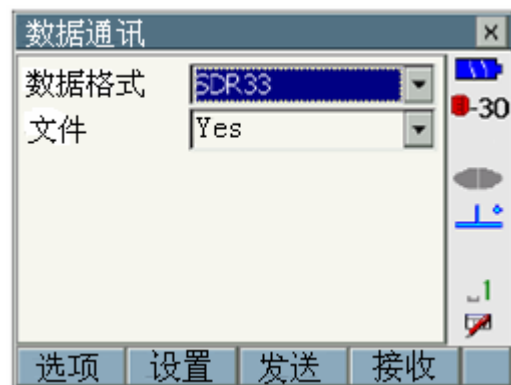 数据通讯
数据格式 SDR33
-30
文件 Yes
1
选项 设置 发送 接收